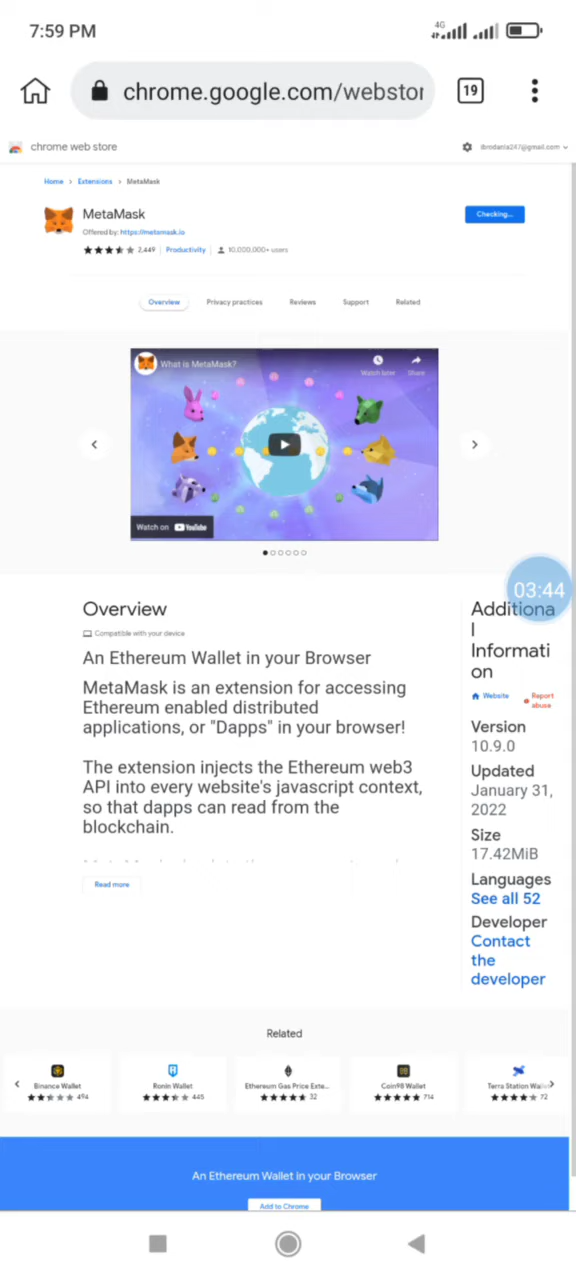 7:59 PM
4G
chrome.google.com/webstor
19
chrome web store
Home > Extensions > MetaMask
MetaMask
Checking...
Offered by: https://metamask.io
2,449 Productivity 10,000,000+ users
Overview Privacy practices Reviews Support Related
What is MetaMask?
Watch later Share
Watch on YouTube
03:44
Overview
Compatible with your device
An Ethereum Wallet in your Browser
MetaMask is an extension for accessing
Ethereum enabled distributed
applications, or "Dapps" in your browser!
The extension injects the Ethereum web3
API into every website's javascript context,
so that dapps can read from the
blockchain.
Read more
Additiona
l
Informati
on
Website
Report
abuse
Version
10.9.0
Updated
January 31,
2022
Size
17.42MiB
Languages
See all 52
Developer
Contact
the
developer
Related
Binance Wallet
494
Ronin Wallet
445
Ethereum Gas Price Exte...
32
Coin98 Wallet
714
Terra Station Wallet
72
An Ethereum Wallet in your Browser
Add to Chrome